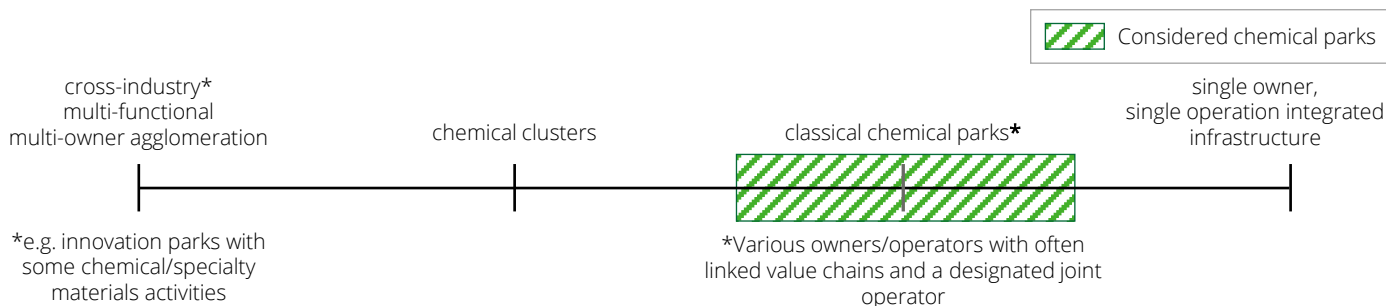 Considered chemical parks
cross-industry*
multi-functional
multi-owner agglomeration
chemical clusters
classical chemical parks*
single owner,
single operation integrated
infrastructure
*e.g. innovation parks with
some chemical/specialty
materials activities
*Various owners/operators with often
linked value chains and a designated joint
operator